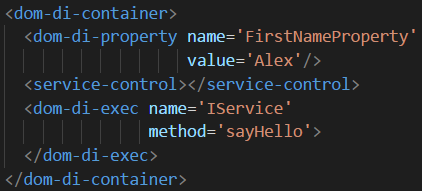 <dom-di-container>
<dom-di-property name='FirstNameProperty'
value='Alex'/>
<service-control></service-control>
<dom-di-exec name='IService'
method='sayHello'>
</dom-di-exec>
</dom-di-container>